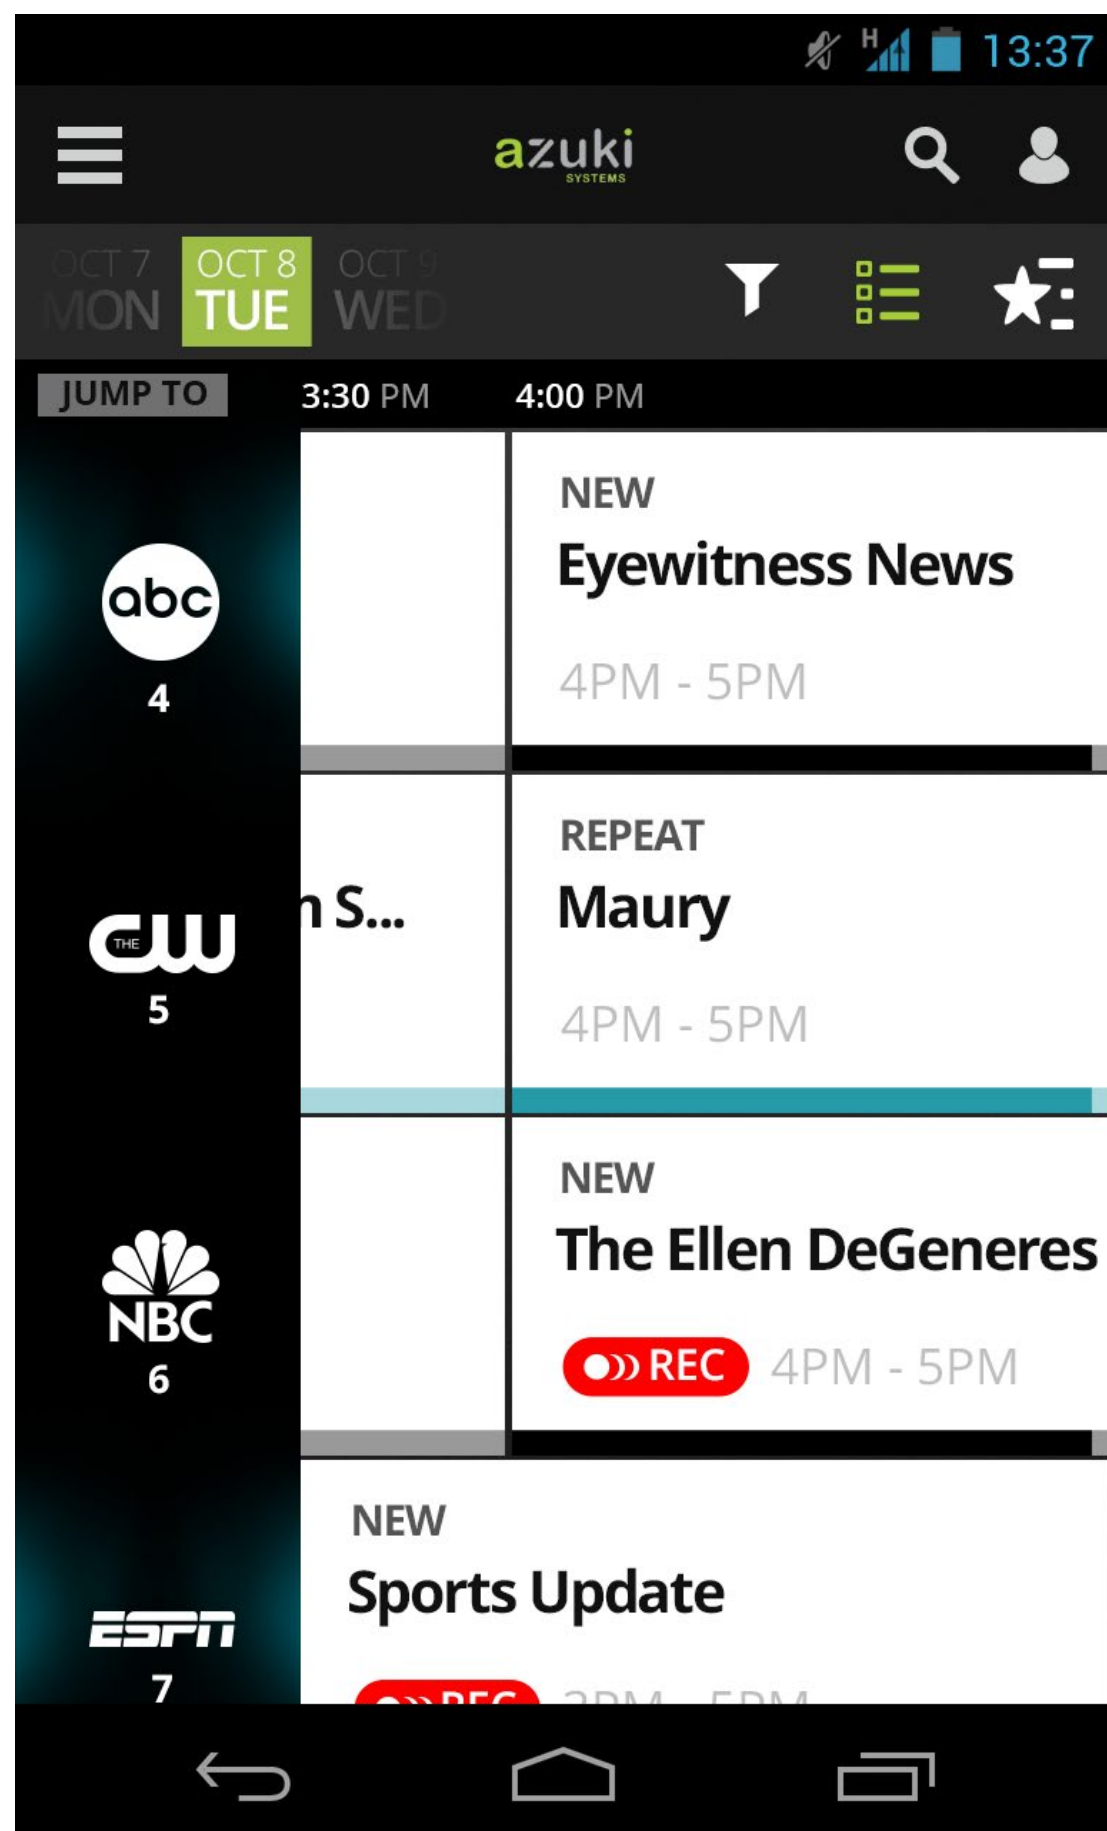 H 13:37
azuki
SYSTEMS
OCT 7 OCT 8 OCT 9
MON TUE WED
JUMP TO 3:30 PM 4:00 PM
NEW
Eyewitness News
abc
4PM - 5PM
4
REPEAT
n S... Maury
THE CW
5
4PM - 5PM
NEW
The Ellen DeGeneres
NBC
REC 4PM - 5PM
6
NEW
Sports Update
ESPN
7
REC - 5PM